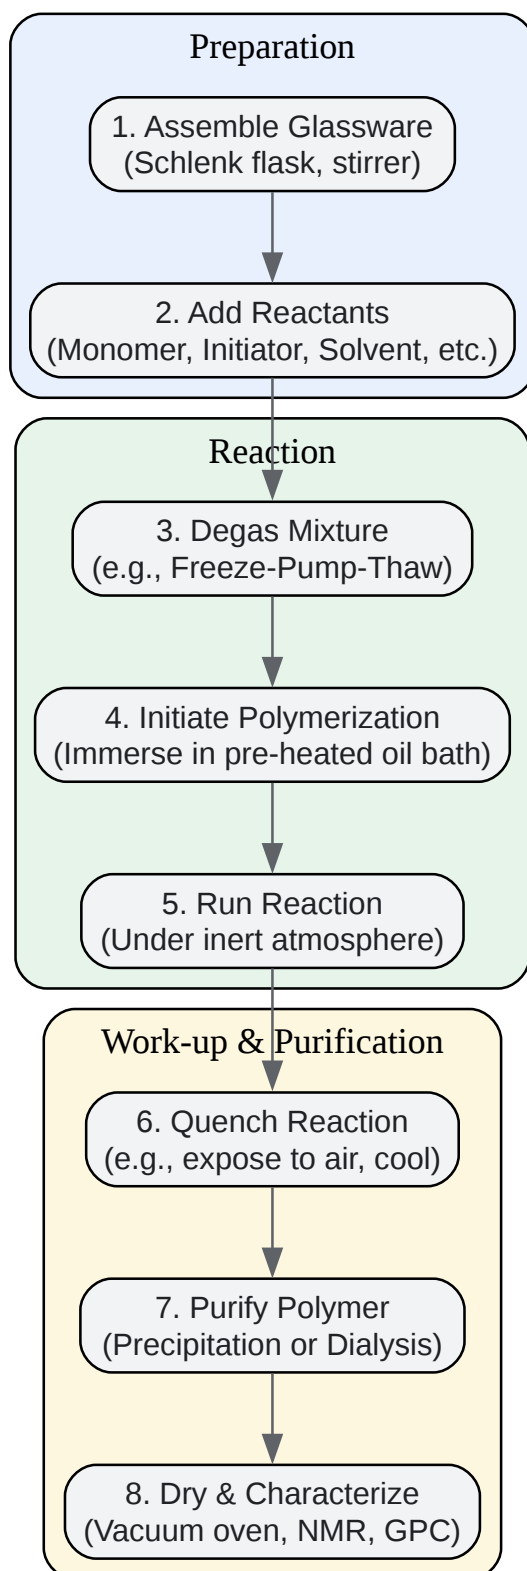 Preparation
1. Assemble Glassware
(Schlenk flask, stirrer)
2. Add Reactants
(Monomer, Initiator, Solvent, etc.)
Reaction
3. Degas Mixture
(e.g., Freeze-Pump-Thaw)
4. Initiate Polymerization
(Immerse in pre-heated oil bath)
5. Run Reaction
(Under inert atmosphere)
Work-up & Purification
6. Quench Reaction
(e.g., expose to air, cool)
7. Purify Polymer
(Precipitation or Dialysis)
8. Dry & Characterize
(Vacuum oven, NMR, GPC)